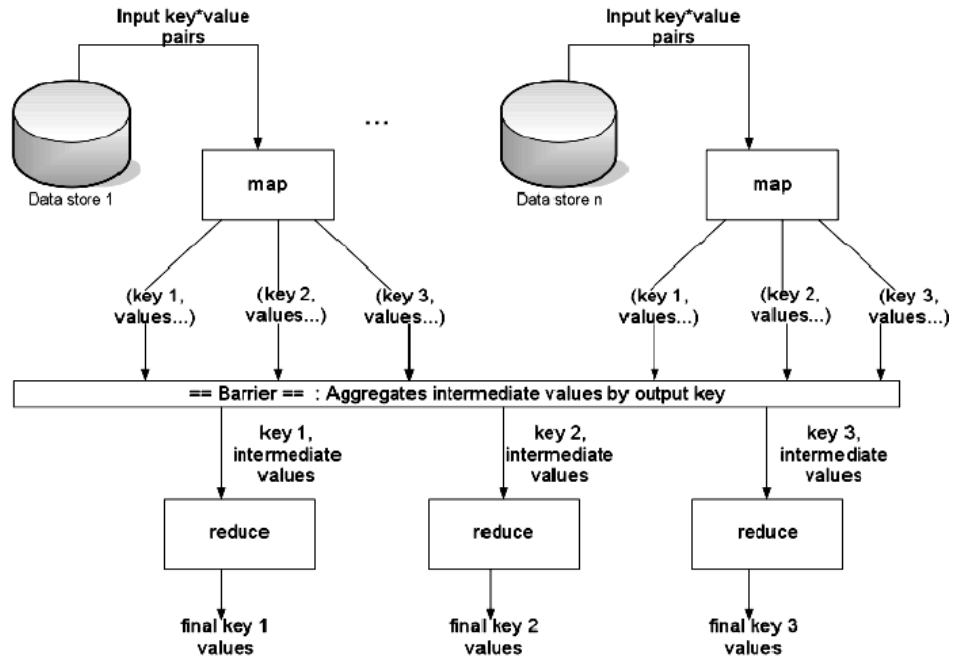 Input key*value
pairs
Input key*value
pairs
...
map
map
Data store 1
Data store n
(key 1,
values...)
(key 2,
values...)
(key 3,
values...)
(key 1,
values...)
(key 2,
values...)
(key 3,
values...)
== Barrier == : Aggregates intermediate values by output key
key 1,
intermediate
values
key 2,
intermediate
values
key 3,
intermediate
values
reduce
reduce
reduce
final key 1
values
final key 2
values
final key 3
values